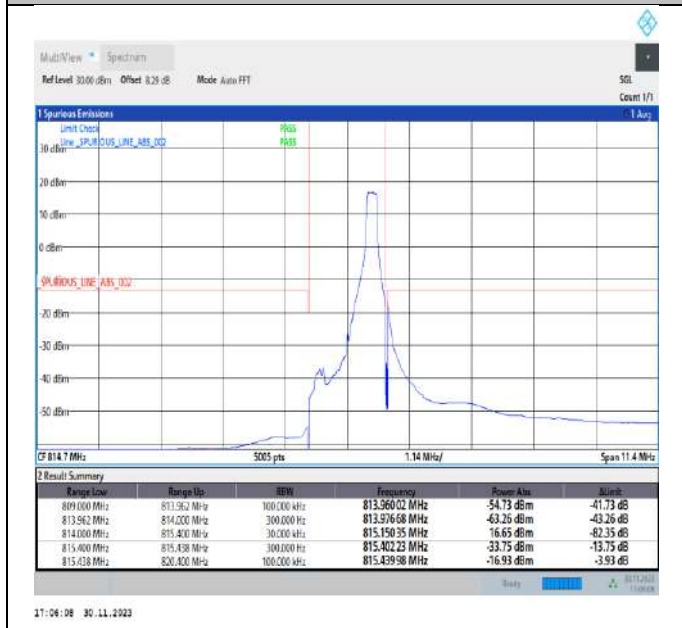 MultiView Spectrum
Ref Level 30.00 dBm Offset 8.29 dB Mode Auto FFT SGL
Count 1/1
1 Spurious Emissions 1 Avg
Limit Check PASS
30 dBm Line _SPURIOUS_LINE_ABS_002 PASS
20 dBm
10 dBm
0 dBm
_SPURIOUS_LINE_ABS_002
-20 dBm
-30 dBm
-40 dBm
-50 dBm
CF 814.7 MHz 5005 pts 1.14 MHz/ Span 11.4 MHz
2 Result Summary
Range Low Range Up RBW Frequency Power Abs ΔLimit
809.000 MHz 813.962 MHz 100.000 kHz 813.96002 MHz -54.73 dBm -41.73 dB
813.962 MHz 814.000 MHz 300.000 Hz 813.97668 MHz -63.26 dBm -43.26 dB
814.000 MHz 815.400 MHz 30.000 kHz 815.15035 MHz 16.65 dBm -82.35 dB
815.400 MHz 815.438 MHz 300.000 Hz 815.40223 MHz -33.75 dBm -13.75 dB
815.438 MHz 820.400 MHz 100.000 kHz 815.43998 MHz -16.93 dBm -3.93 dB
Ready 30.11.2023
17:06:08
17:06:08 30.11.2023